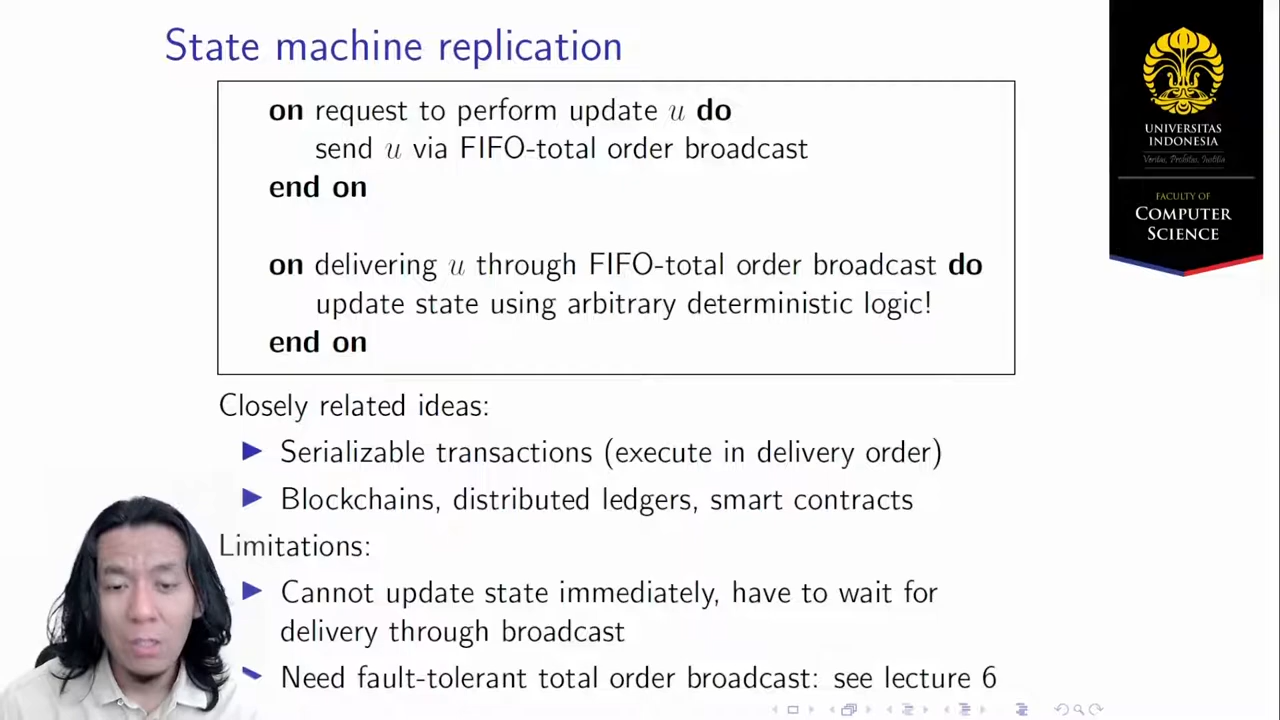 State machine replication
on request to perform update u do
send u via FIFO-total order broadcast
end on
on delivering u through FIFO-total order broadcast do
update state using arbitrary deterministic logic!
end on
Closely related ideas:
▶ Serializable transactions (execute in delivery order)
▶ Blockchains, distributed ledgers, smart contracts
Limitations:
▶ Cannot update state immediately, have to wait for
delivery through broadcast
▶ Need fault-tolerant total order broadcast: see lecture 6
UNIVERSITAS
INDONESIA
Veritas, Probitas, Iustitia
FACULTY OF
COMPUTER
SCIENCE